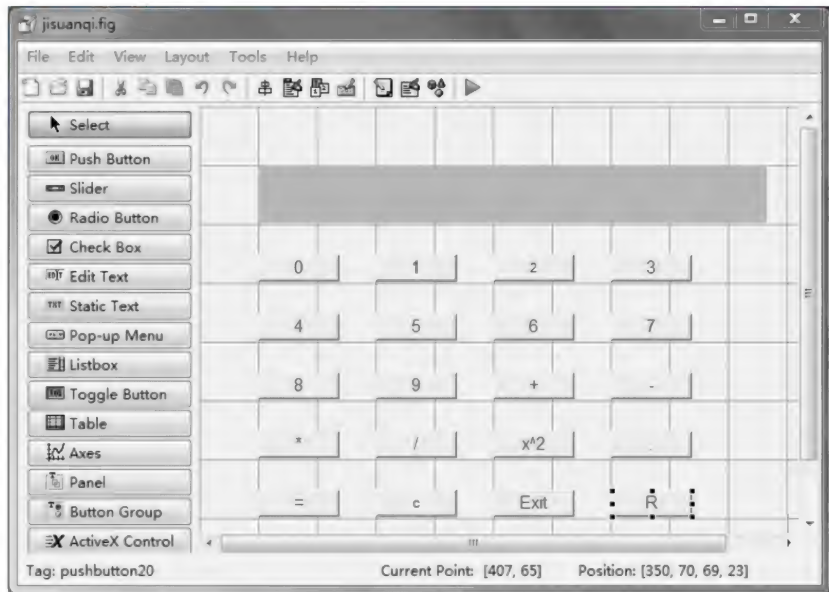 jisuanqi.fig
File Edit View Layout Tools Help
Select
Push Button
Slider
Radio Button
Check Box
Edit Text
Static Text
Pop-up Menu
Listbox
Toggle Button
Table
Axes
Panel
Button Group
ActiveX Control
0 1 2 3
4 5 6 7
8 9 + -
* / x^2 .
= c Exit R
Tag: pushbutton20 Current Point: [407, 65] Position: [350, 70, 69, 23]